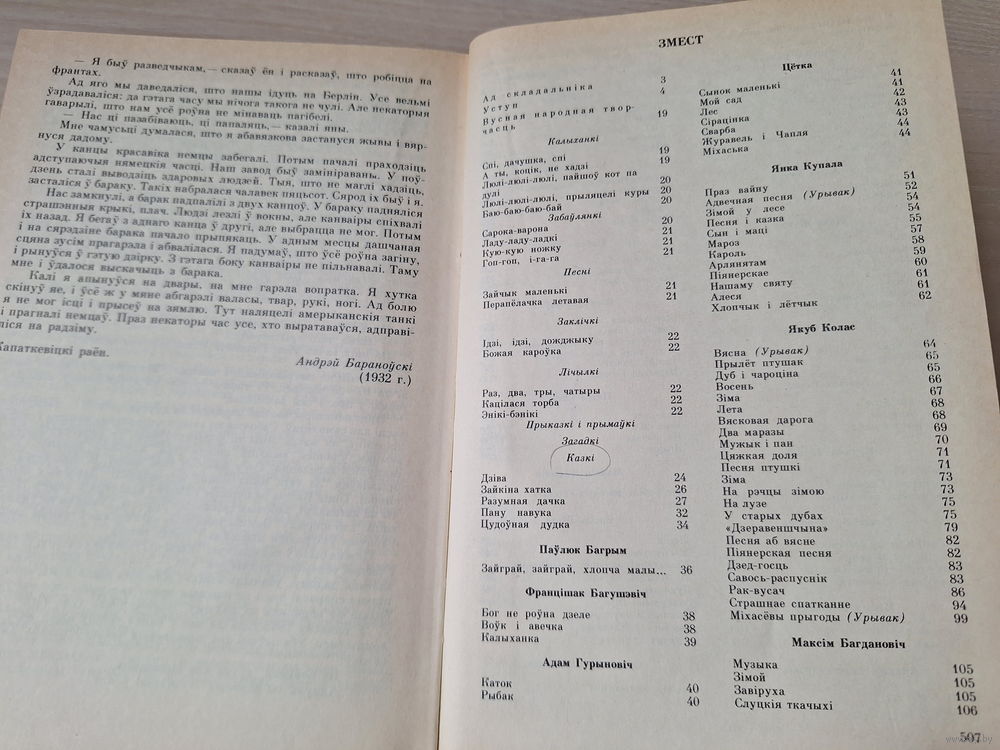 — Я быў разведчыкам,— сказаў ён і расказаў, што робіцца на
франтах.
Ад яго мы даведаліся, што нашы ідуць на Берлін. Усе вельмі
ўзрадаваліся: да гэтага часу мы нічога такога не чулі. Але некаторыя
гаварылі, што нам усё роўна не мінаваць пагібелі.
— Нас ці пазабіваюць, ці папаляць,— казалі яны.
Мне чамусьці думалася, што я абавязкова застануся жывы і вяр-
нуся дадому.
У канцы красавіка немцы забегалі. Потым пачалі праходзіць
адступаючыя нямецкія часці. Наш завод быў замініраваны. У поў-
дзень сталі выводзіць здаровых людзей. Тыя, што не маглі хадзіць,
засталіся ў бараку. Такіх набралася чалавек пяцьсот. Сярод іх быў і я.
Нас замкнулі, а барак падпалілі з двух канцоў. У бараку падняліся
страшэнныя крыкі, плач. Людзі лезлі ў вокны, але канваіры спіхвалі
іх назад. Я бегаў з аднаго канца ў другі, але выбрацца не мог. Потым
і на сярэдзіне барака пачало прыпякаць. У адным месцы дашчаная
сцяна зусім прагарэла і абвалілася. Я падумаў, што ўсё роўна загіну,
і рынуўся ў гэтую дзірку. З гэтага боку канваіры не пільнавалі. Таму
мне і ўдалося выскачыць з барака.
Калі я апынуўся на двары, на мне гарэла вопратка. Я хутка
скінуў яе, і ўсё ж у мяне абгарэлі валасы, твар, рукі, ногі. Ад болю
я не мог ісці і прысеў на зямлю. Тут наляцелі амерыканскія танкі
і прагналі немцаў. Праз некаторы час усе, хто выратаваўся, адправі-
ліся на радзіму.
Капаткевіцкі раён.
Андрэй Бараноўскі
(1932 г.)
ЗМЕСТ
Ад складальніка 3
Уступ 4
Вусная народная твор-
часць 19
Калыханкі
Спі, дачушка, спі 19
А ты, коцік, не хадзі 19
Люлі-люлі-люлі, пайшоў кот па
дулі 20
Люлі-люлі-люлі, прыляцелі куры 20
Баю-баю-баю-бай 20
Забаўлянкі
Сарока-варона 20
Ладу-ладу-ладкі 21
Кую-кую ножку 21
Гоп-гоп, і-га-га 21
Песні
Зайчык маленькі 21
Перапёлачка летавая 21
Заклічкі
Ідзі, ідзі, дожджыку 22
Божая кароўка 22
Лічылкі
Раз, два, тры, чатыры 22
Кацілася торба 22
Энікі-бэнікі 22
Прыказкі і прымаўкі
Загадкі
Казкі
Дзіва 24
Зайкіна хатка 26
Разумная дачка 27
Пану навука 32
Цудоўная дудка 34
Паўлюк Багрым
Зайграй, зайграй, хлопча малы... 36
Францішак Багушэвіч
Бог не роўна дзеле 38
Воўк і авечка 38
Калыханка 39
Адам Гурыновіч
Каток 40
Рыбак 40
Цётка
Сынок маленькі 41
Мой сад 41
Лес 42
Сірацінка 43
Сварба 43
Журавель і Чапля 44
Міхаська 44
Янка Купала
Праз вайну 51
Адвечная песня (Урывак) 52
Зімой у лесе 54
Песня і казка 54
Сын і маці 55
Мароз 57
Кароль 58
Арлянятам 59
Піянерскае 60
Нашаму святу 61
Алеся 61
Хлопчык і лётчык 62
Якуб Колас
Вясна (Урывак) 64
Прылёт птушак 65
Дуб і чароціна 65
Восень 66
Зіма 67
Лета 68
Вясковая дарога 68
Два маразы 69
Мужык і пан 70
Цяжкая доля 71
Песня птушкі 71
Зіма 73
На рэчцы зімою 73
На лузе 75
У старых дубах 75
«Дзеравеншчына» 79
Песня аб вясне 82
Піянерская песня 82
Дзед-госць 83
Савось-распуснік 83
Рак-вусач 86
Страшнае спатканне 94
Міхасёвы прыгоды (Урывак) 99
Максім Багдановіч
Музыка 105
Зімой 105
Завіруха 105
Слуцкія ткачыхі 106
507